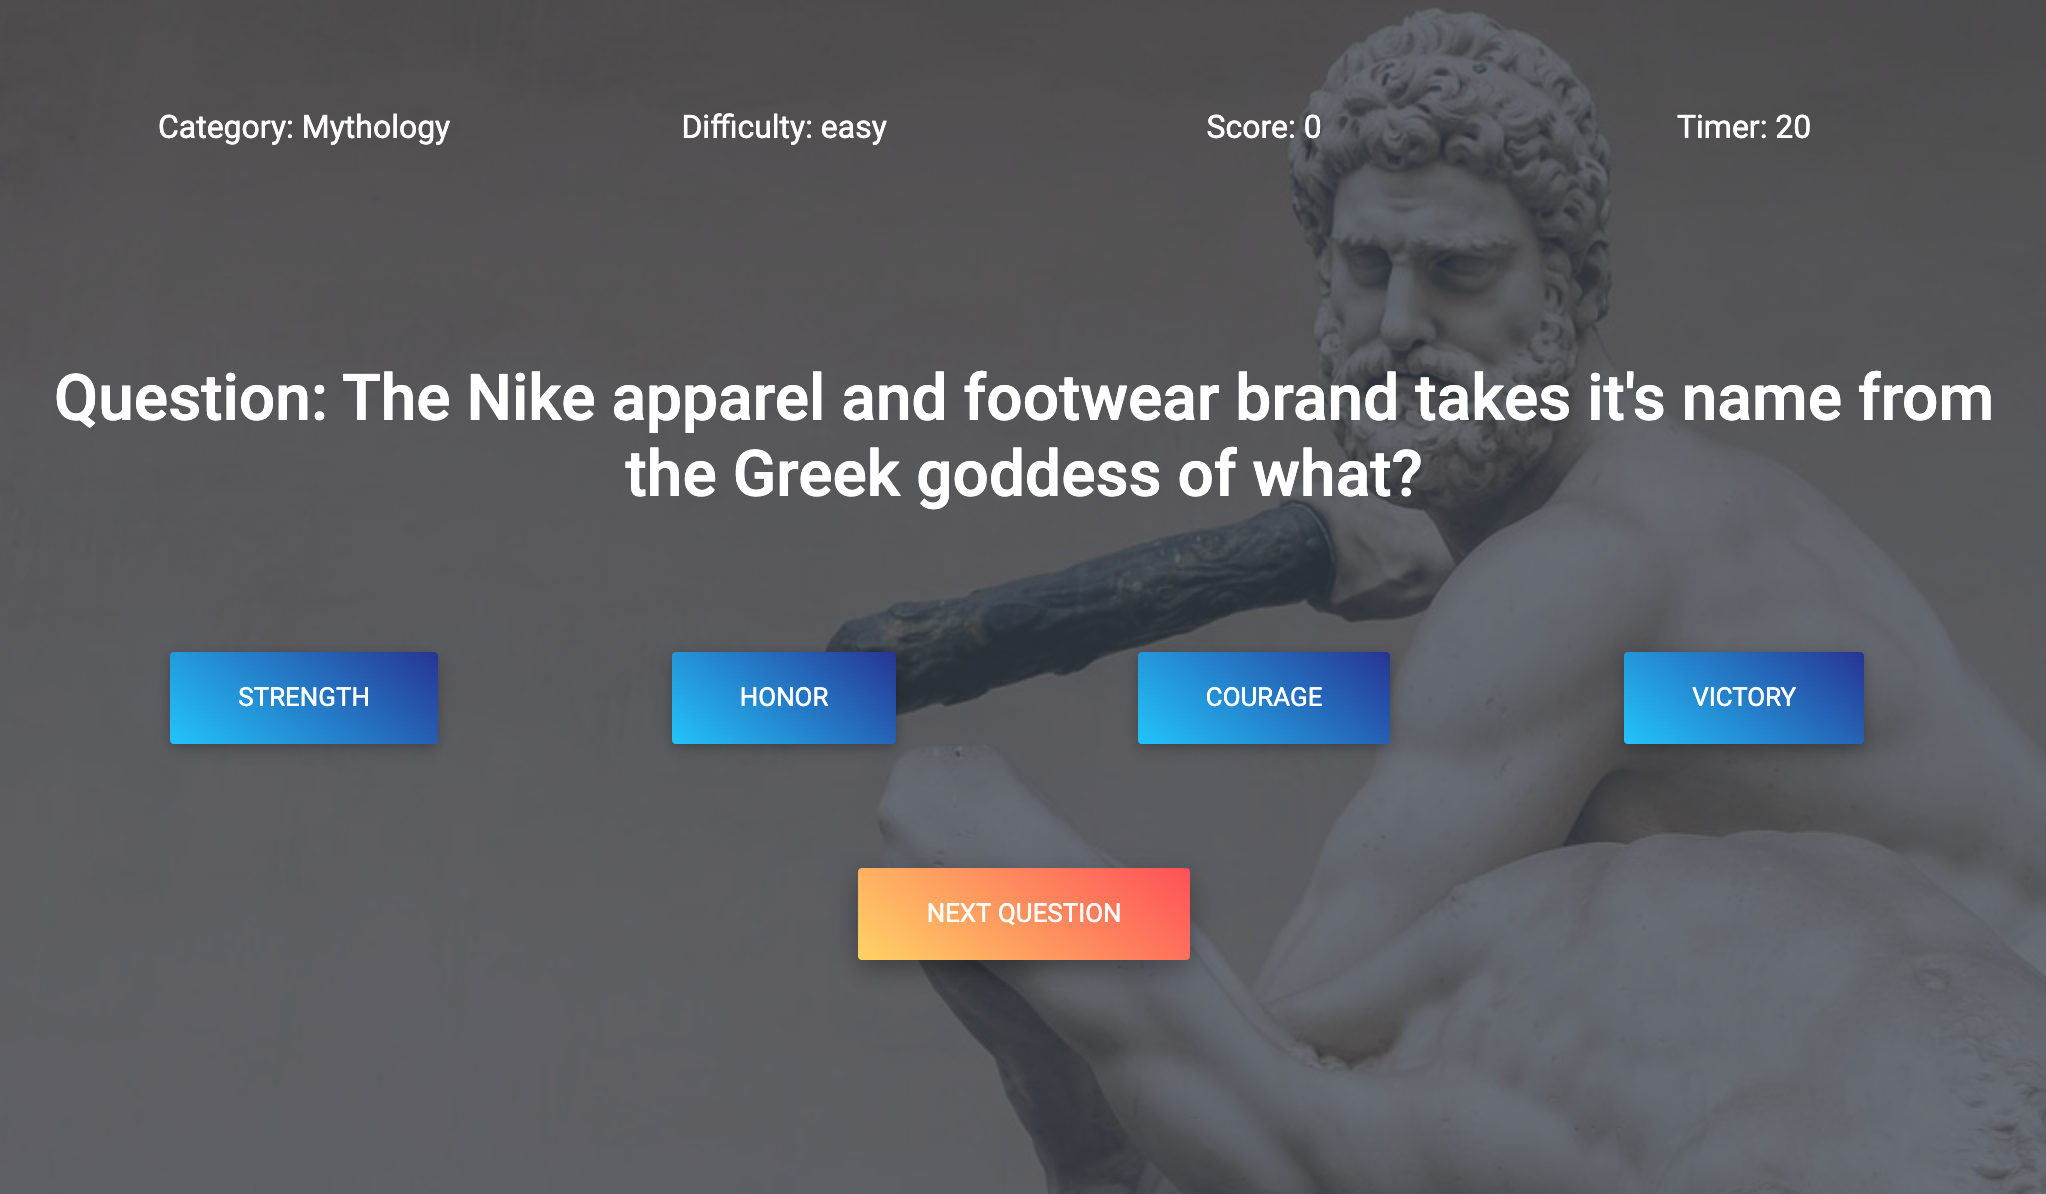 Category: Mythology
Difficulty: easy
Score: 0
Timer: 20
Question: The Nike apparel and footwear brand takes it's name from
the Greek goddess of what?
STRENGTH
HONOR
COURAGE
VICTORY
NEXT QUESTION